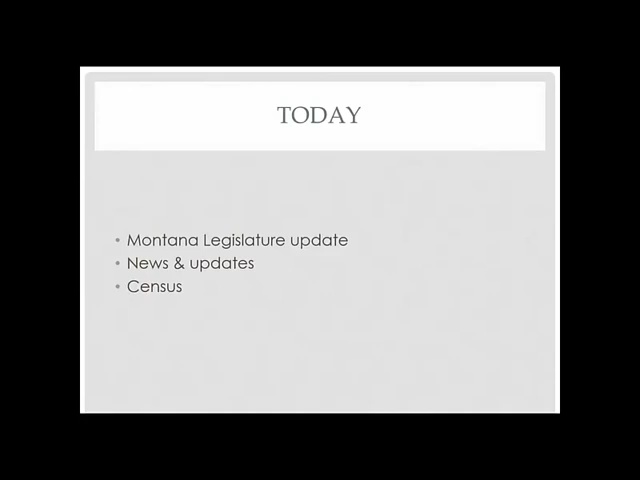 TODAY
• Montana Legislature update
• News & updates
• Census